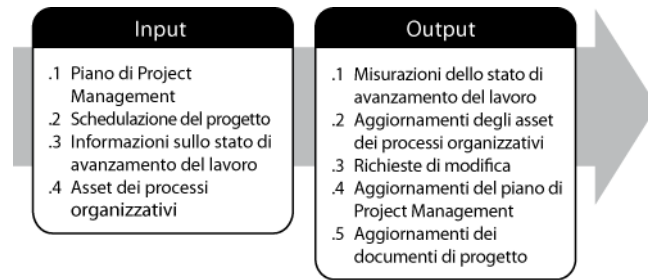 Input
.1 Piano di Project
Management
.2 Schedulazione del progetto
.3 Informazioni sullo stato di
avanzamento del lavoro
.4 Asset dei processi
organizzativi
Output
.1 Misurazioni dello stato di
avanzamento del lavoro
.2 Aggiornamenti degli asset
dei processi organizzativi
.3 Richieste di modifica
.4 Aggiornamenti del piano di
Project Management
.5 Aggiornamenti dei
documenti di progetto